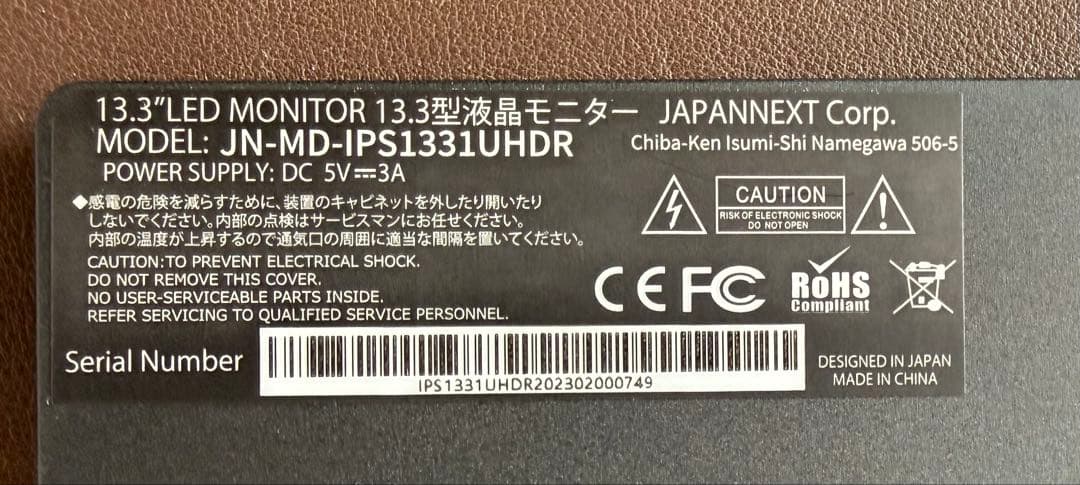 13.3"LED MONITOR 13.3型液晶モニター JAPANNEXT Corp.
MODEL: JN-MD-IPS1331UHDR Chiba-Ken Isumi-Shi Namegawa 506-5
POWER SUPPLY: DC 5V⎓3A
◆感電の危険を減らすために、装置のキャビネットを外したり開いたり
しないでください。内部の点検はサービスマンにお任せください。
内部の温度が上昇するので通気口の周囲に適当な間隔を置いてください。
CAUTION
RISK OF ELECTRONIC SHOCK
DO NOT OPEN
CAUTION:TO PREVENT ELECTRICAL SHOCK.
DO NOT REMOVE THIS COVER.
NO USER-SERVICEABLE PARTS INSIDE.
REFER SERVICING TO QUALIFIED SERVICE PERSONNEL.
CE FC RoHS
Compliant
Serial Number
IPS1331UHDR202302000749
DESIGNED IN JAPAN
MADE IN CHINA